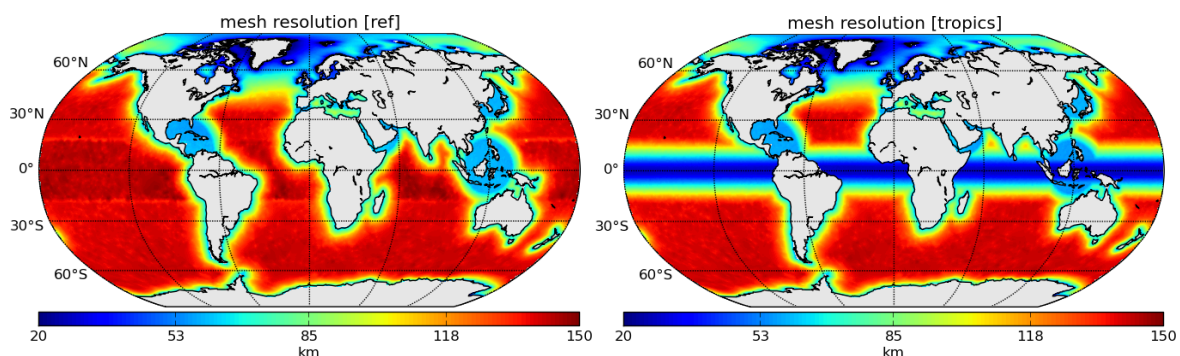 mesh resolution [ref]
60°N
30°N
0°
30°S
60°S
20 53 85 118 150
km
mesh resolution [tropics]
60°N
30°N
0°
30°S
60°S
20 53 85 118 150
km